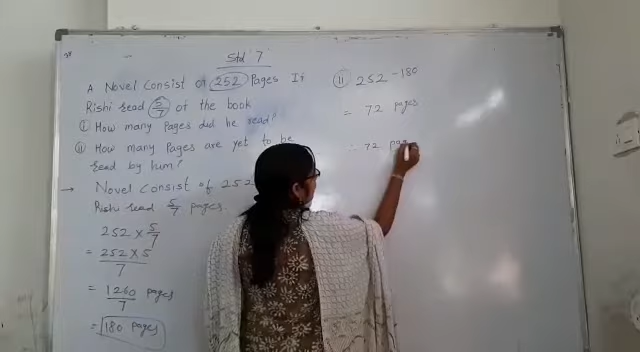 Std 7
A Novel Consist of 252 Pages If
Rishi read 5/7 of the book
(i) How many Pages did he read?
(ii) How many Pages are yet to be
read by him?
→ Novel Consist of 252
Rishi read 5/7 pages.
252 × 5/7
= 252 × 5 / 7
= 1260 / 7 pages
= 180 pages
(ii) 252 - 180
= 72 pages
∴ 72 pages